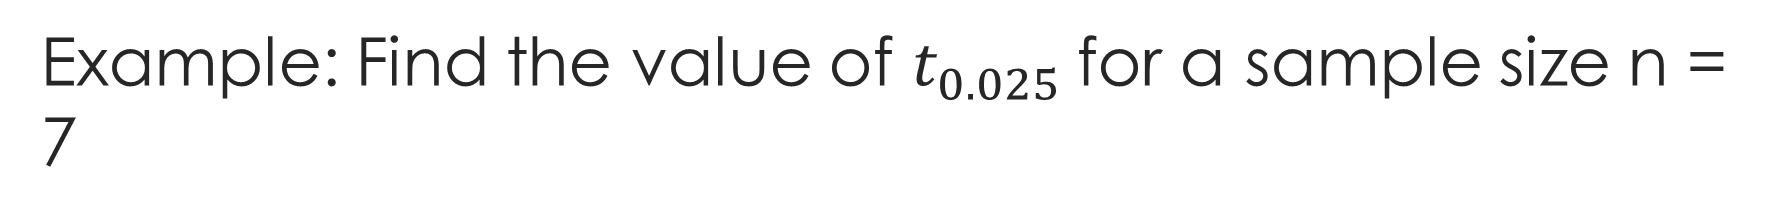 Example: Find the value of t₀.₀₂₅ for a sample size n =
7